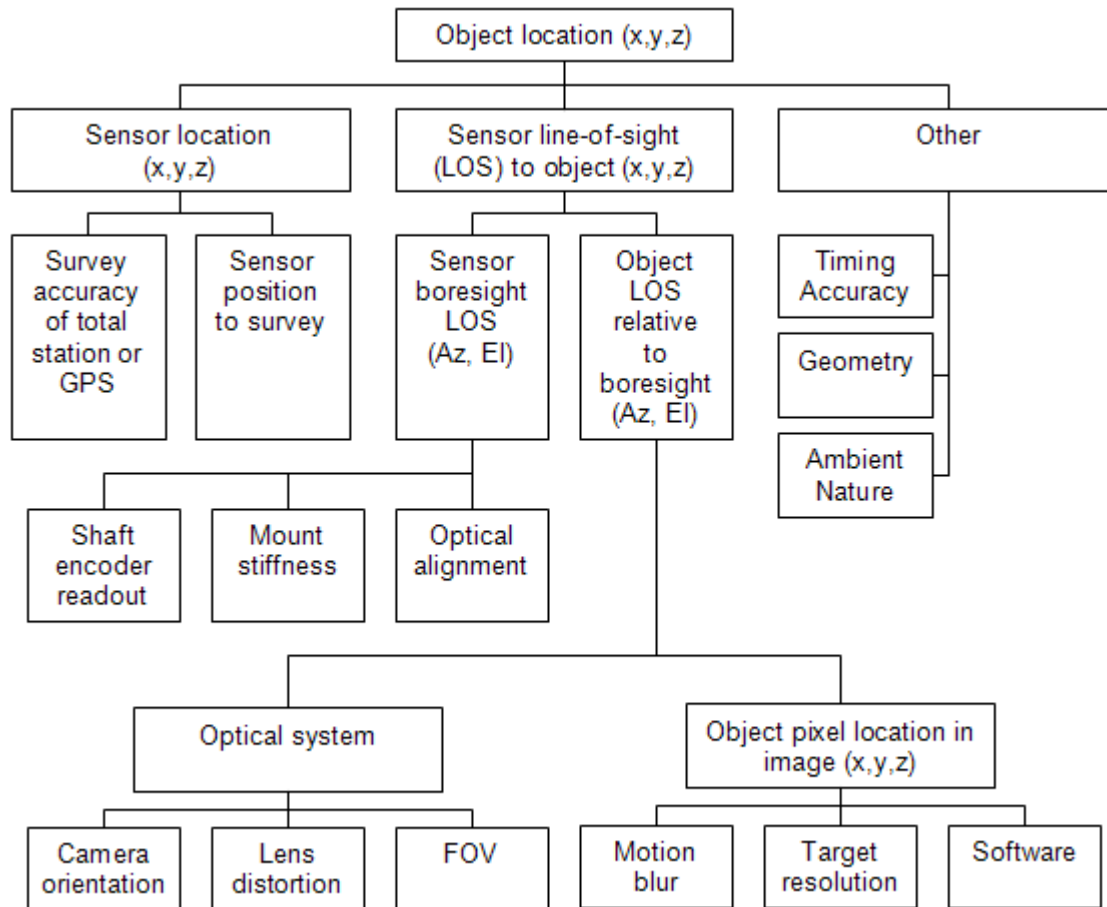 Object location (x,y,z)
Sensor location
(x,y,z)
Sensor line-of-sight
(LOS) to object (x,y,z)
Other
Survey
accuracy
of total
station or
GPS
Sensor
position
to survey
Sensor
boresight
LOS
(Az, El)
Object
LOS
relative
to
boresight
(Az, El)
Timing
Accuracy
Geometry
Ambient
Nature
Shaft
encoder
readout
Mount
stiffness
Optical
alignment
Optical system
Object pixel location in
image (x,y,z)
Camera
orientation
Lens
distortion
FOV
Motion
blur
Target
resolution
Software